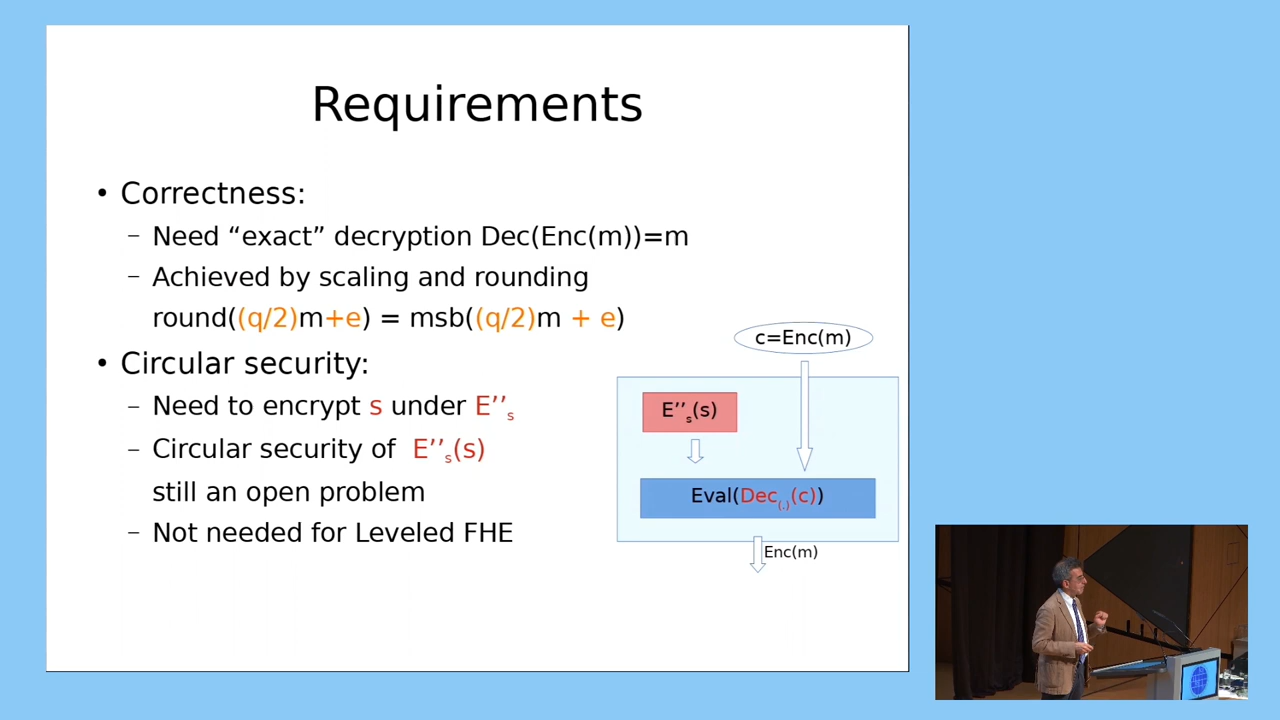 Requirements
• Correctness:
– Need “exact” decryption Dec(Enc(m))=m
– Achieved by scaling and rounding
round((q/2)m+e) = msb((q/2)m + e)
• Circular security:
– Need to encrypt s under E’’s
– Circular security of E’’s(s)
still an open problem
– Not needed for Leveled FHE
c=Enc(m)
E’’s(s)
Eval(Dec(.)(c))
Enc(m)